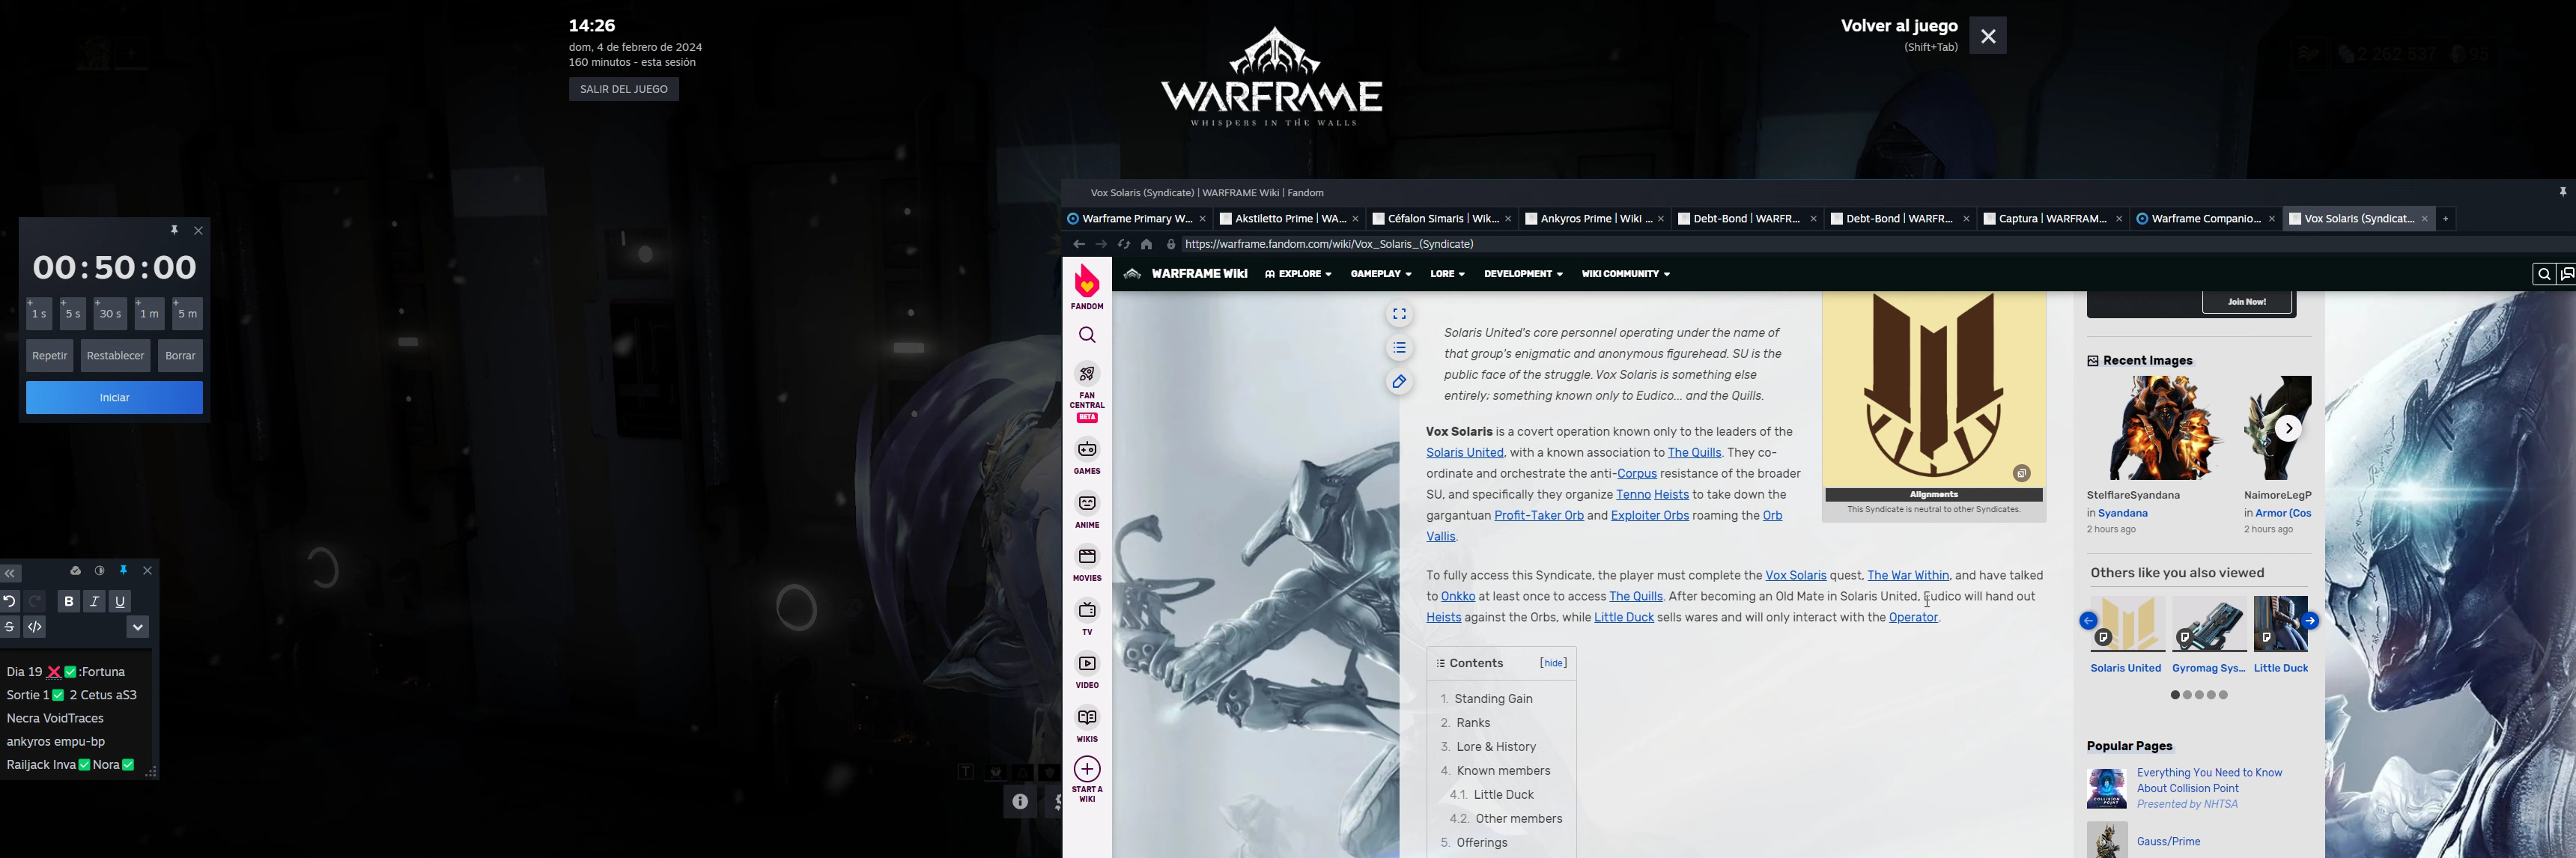 14:26
dom, 4 de febrero de 2024
160 minutos - esta sesión
SALIR DEL JUEGO
WARFRAME
WHISPERS IN THE WALLS
Volver al juego
(Shift+Tab)
2 262 537
95
00:50:00
+ 1 s
+ 5 s
+ 30 s
+ 1 m
+ 5 m
Repetir
Restablecer
Borrar
Iniciar
B I U
S </>
Dia 19 ❌✅:Fortuna
Sortie 1✅ 2 Cetus aS3
Necra VoidTraces
ankyros empu-bp
Railjack Inva✅Nora✅
T
Vox Solaris (Syndicate) | WARFRAME Wiki | Fandom
Warframe Primary W...
Akstiletto Prime | WA...
Céfalon Simaris | Wik...
Ankyros Prime | Wiki ...
Debt-Bond | WARFR...
Debt-Bond | WARFR...
Captura | WARFRAM...
Warframe Companio...
Vox Solaris (Syndicat...
https://warframe.fandom.com/wiki/Vox_Solaris_(Syndicate)
FANDOM
FAN
CENTRAL
BETA
GAMES
ANIME
MOVIES
TV
VIDEO
WIKIS
START A
WIKI
WARFRAME Wiki
EXPLORE
GAMEPLAY
LORE
DEVELOPMENT
WIKI COMMUNITY
Solaris United's core personnel operating under the name of
that group's enigmatic and anonymous figurehead. SU is the
public face of the struggle. Vox Solaris is something else
entirely; something known only to Eudico... and the Quills.
Vox Solaris is a covert operation known only to the leaders of the
Solaris United, with a known association to The Quills. They co-
ordinate and orchestrate the anti-Corpus resistance of the broader
SU, and specifically they organize Tenno Heists to take down the
gargantuan Profit-Taker Orb and Exploiter Orbs roaming the Orb
Vallis.
Alignments
This Syndicate is neutral to other Syndicates.
To fully access this Syndicate, the player must complete the Vox Solaris quest, The War Within, and have talked
to Onkko at least once to access The Quills. After becoming an Old Mate in Solaris United, Eudico will hand out
Heists against the Orbs, while Little Duck sells wares and will only interact with the Operator.
Contents [hide]
1. Standing Gain
2. Ranks
3. Lore & History
4. Known members
4.1. Little Duck
4.2. Other members
5. Offerings
Join Now!
Recent Images
StelflareSyandana
in Syandana
2 hours ago
NaimoreLegP
in Armor (Cos
2 hours ago
Others like you also viewed
Solaris United
Gyromag Sys...
Little Duck
Popular Pages
Everything You Need to Know
About Collision Point
Presented by NHTSA
Gauss/Prime